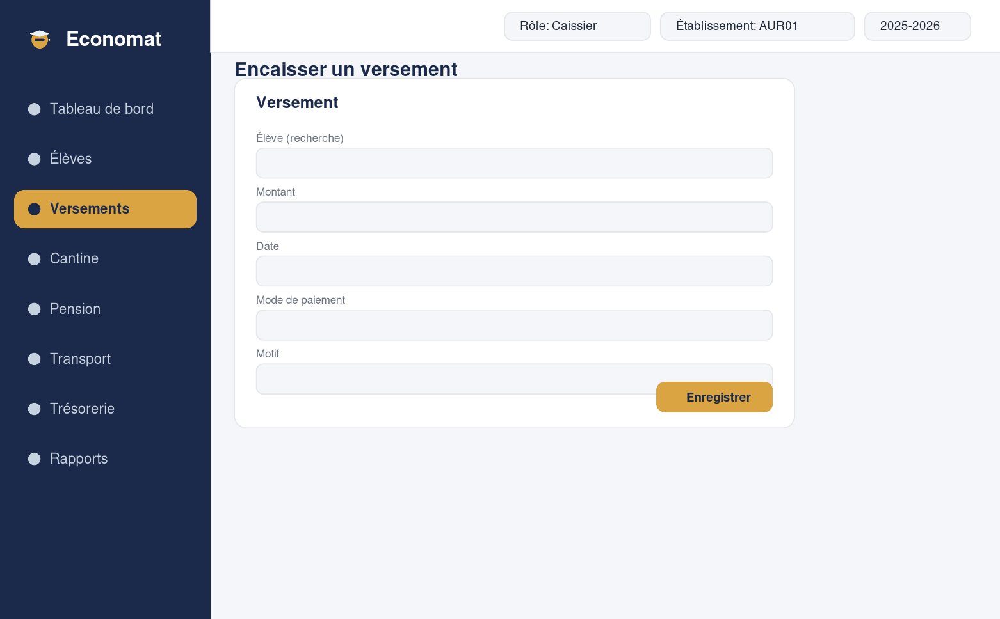 Economat
Rôle: Caissier
Établissement: AUR01
2025-2026
Tableau de bord
Élèves
Versements
Cantine
Pension
Transport
Trésorerie
Rapports
Encaisser un versement
Versement
Élève (recherche)
Montant
Date
Mode de paiement
Motif
Enregistrer